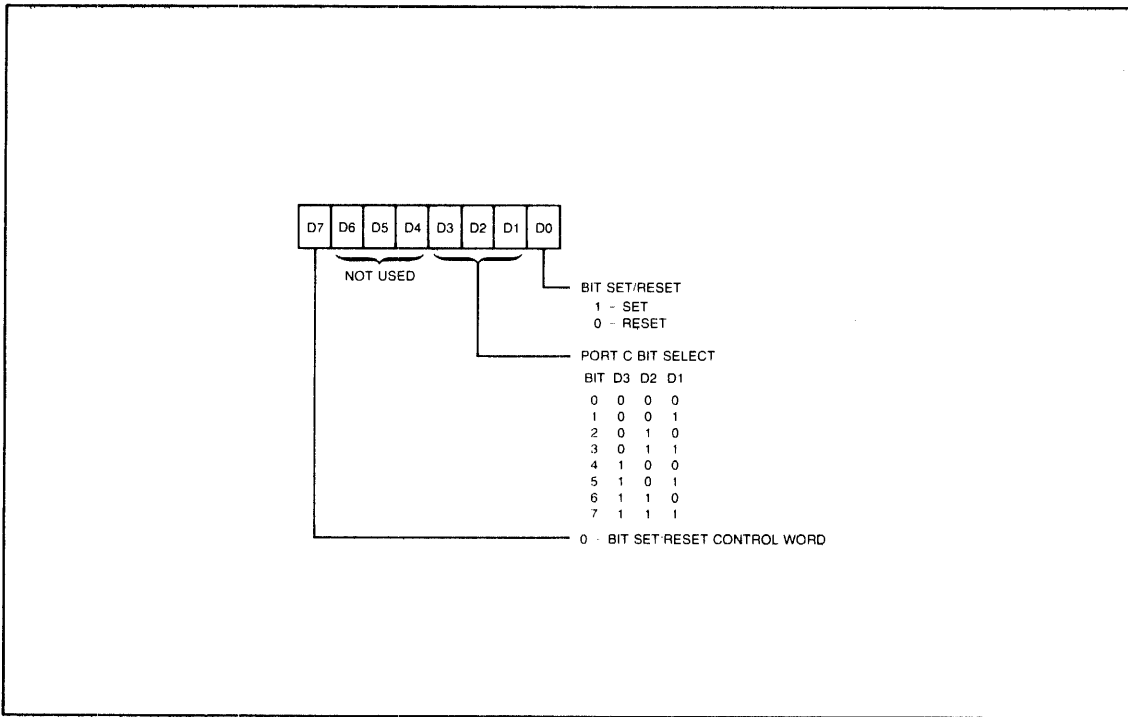 D7 D6 D5 D4 D3 D2 D1 D0
NOT USED
BIT SET/RESET
1 - SET
0 - RESET
PORT C BIT SELECT
BIT D3 D2 D1
0 0 0 0
1 0 0 1
2 0 1 0
3 0 1 1
4 1 0 0
5 1 0 1
6 1 1 0
7 1 1 1
0 - BIT SET/RESET CONTROL WORD